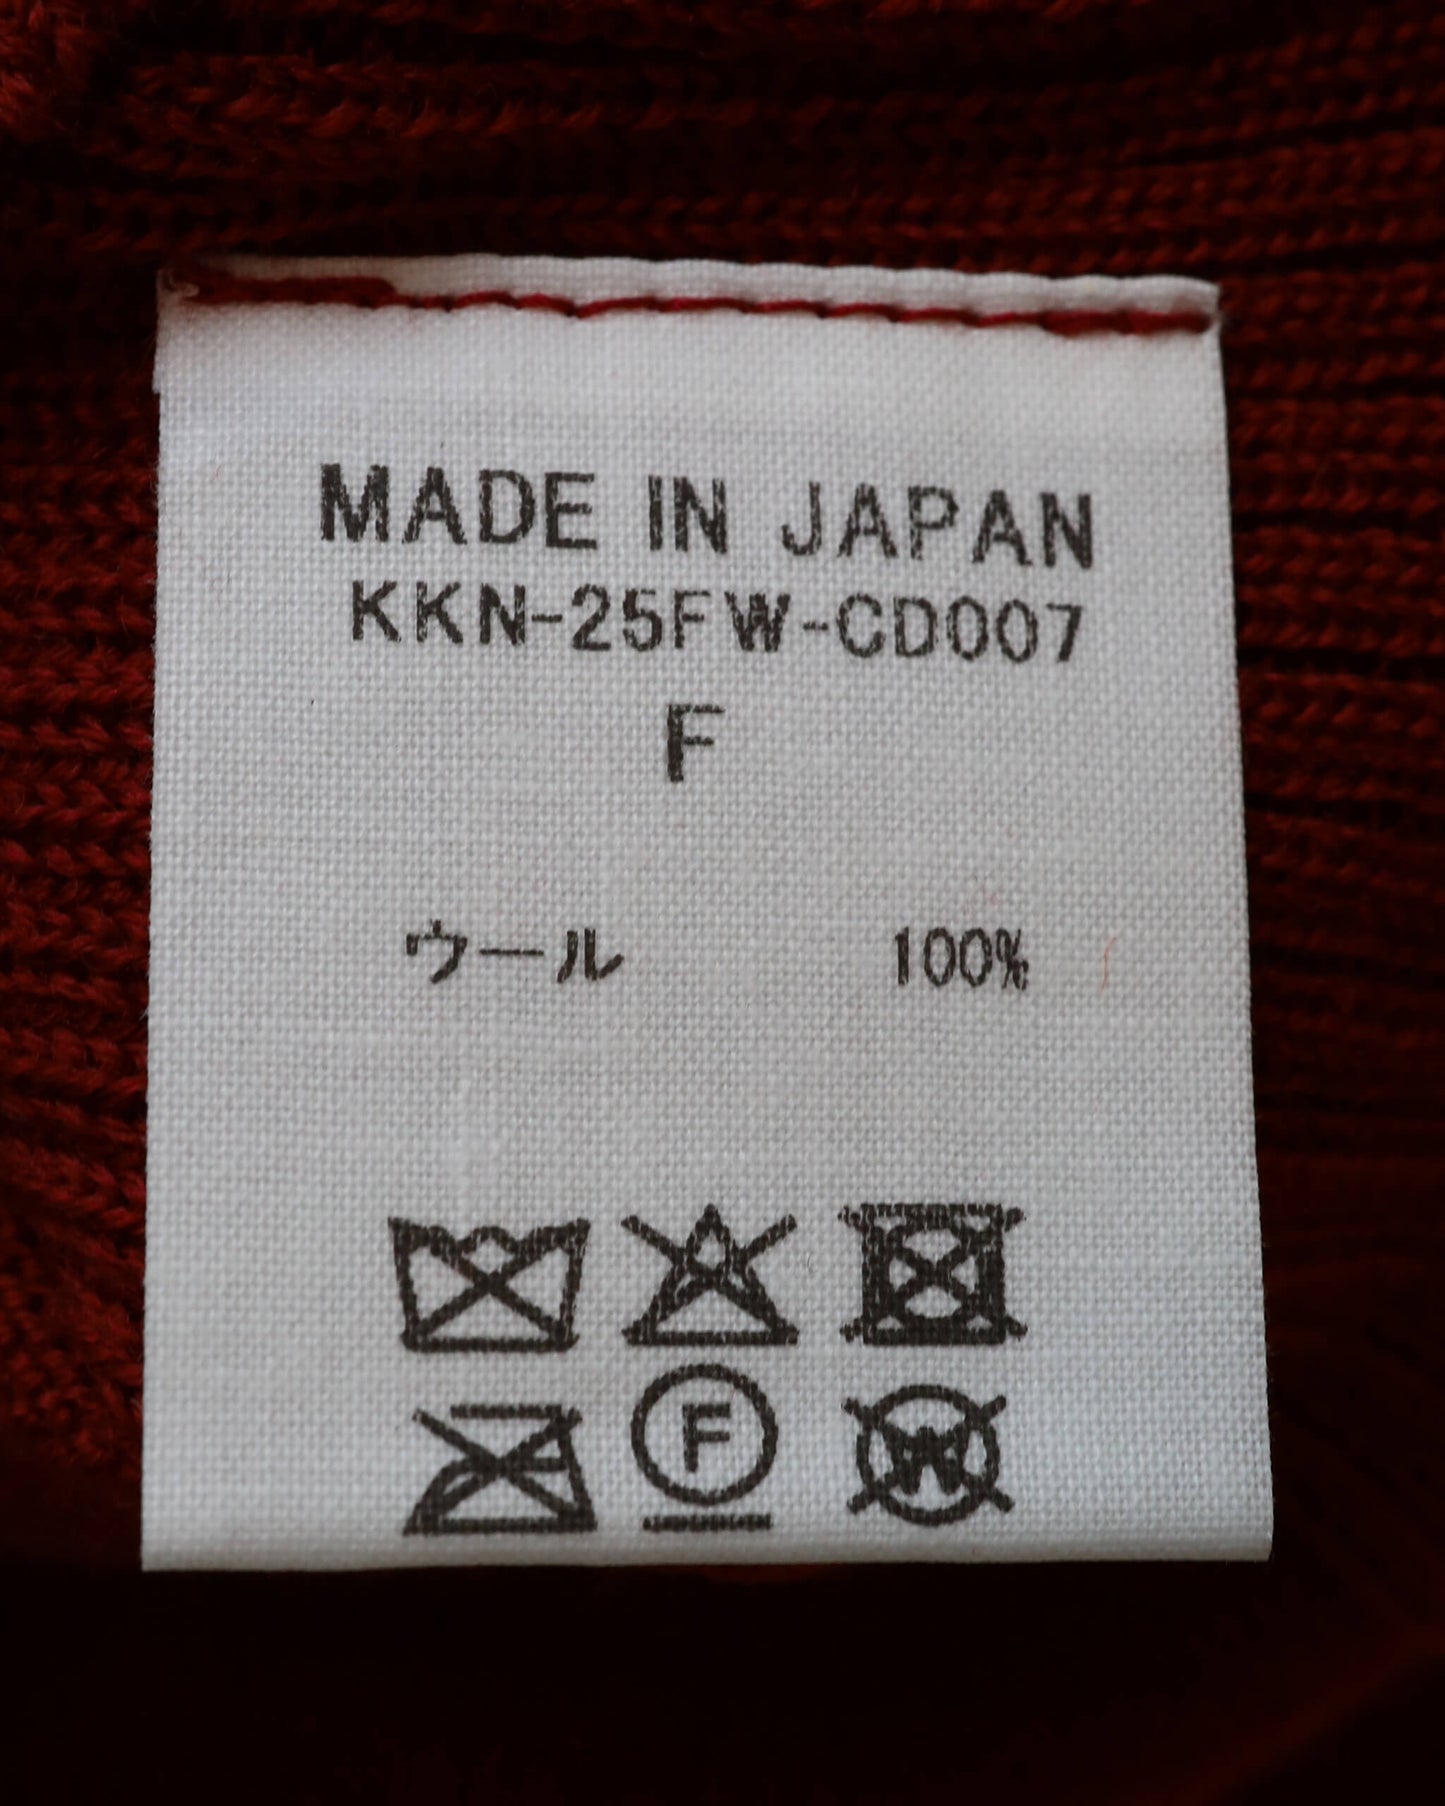 MADE IN JAPAN
KKN-25FW-CD007
F
ウール 100%
F W